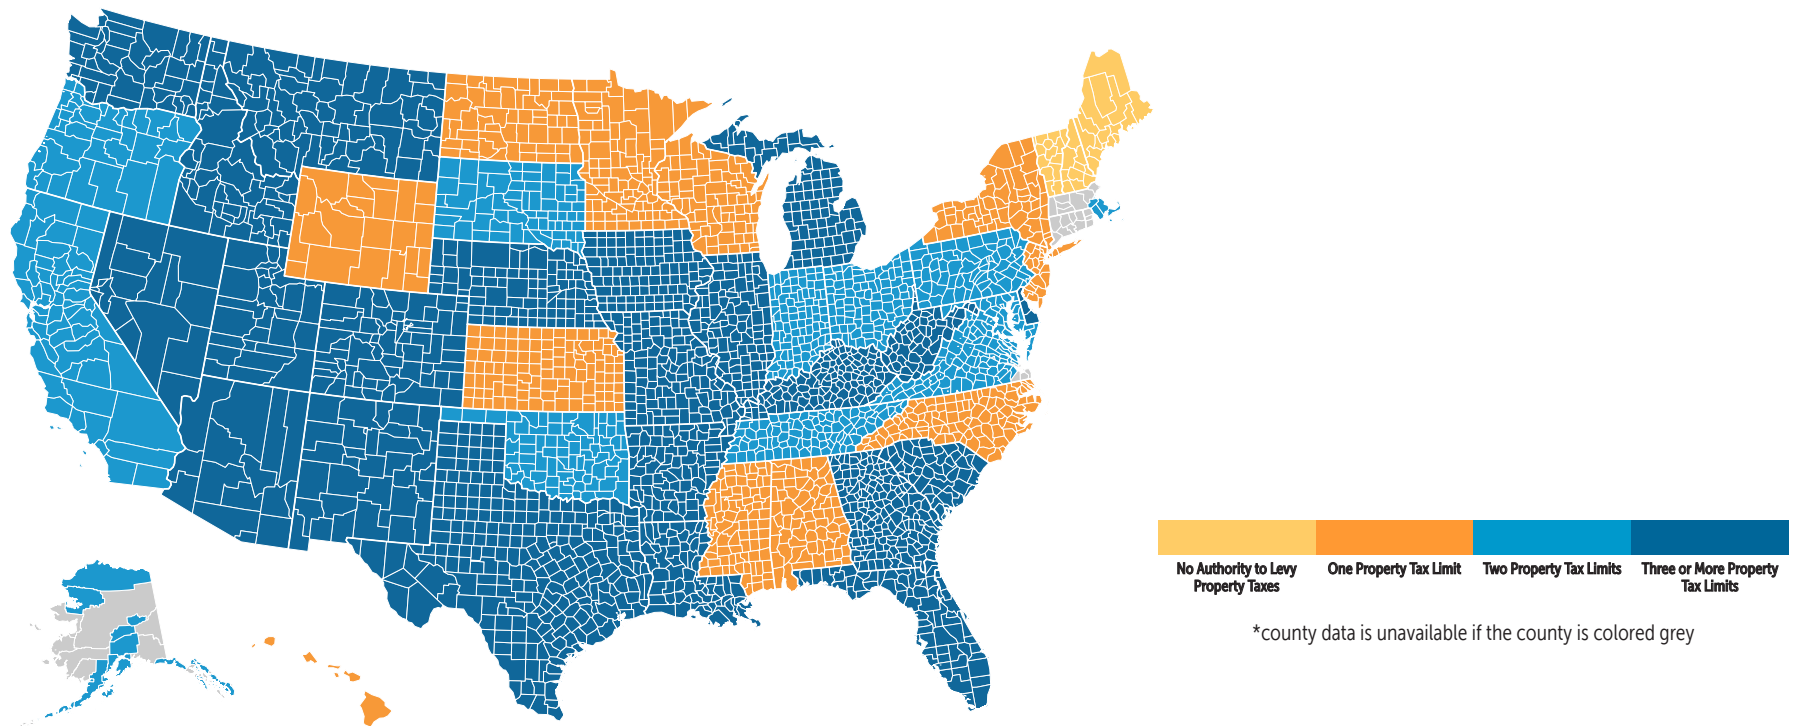 No Authority to Levy
Property Taxes
One Property Tax Limit
Two Property Tax Limits
Three or More Property
Tax Limits
*county data is unavailable if the county is colored grey